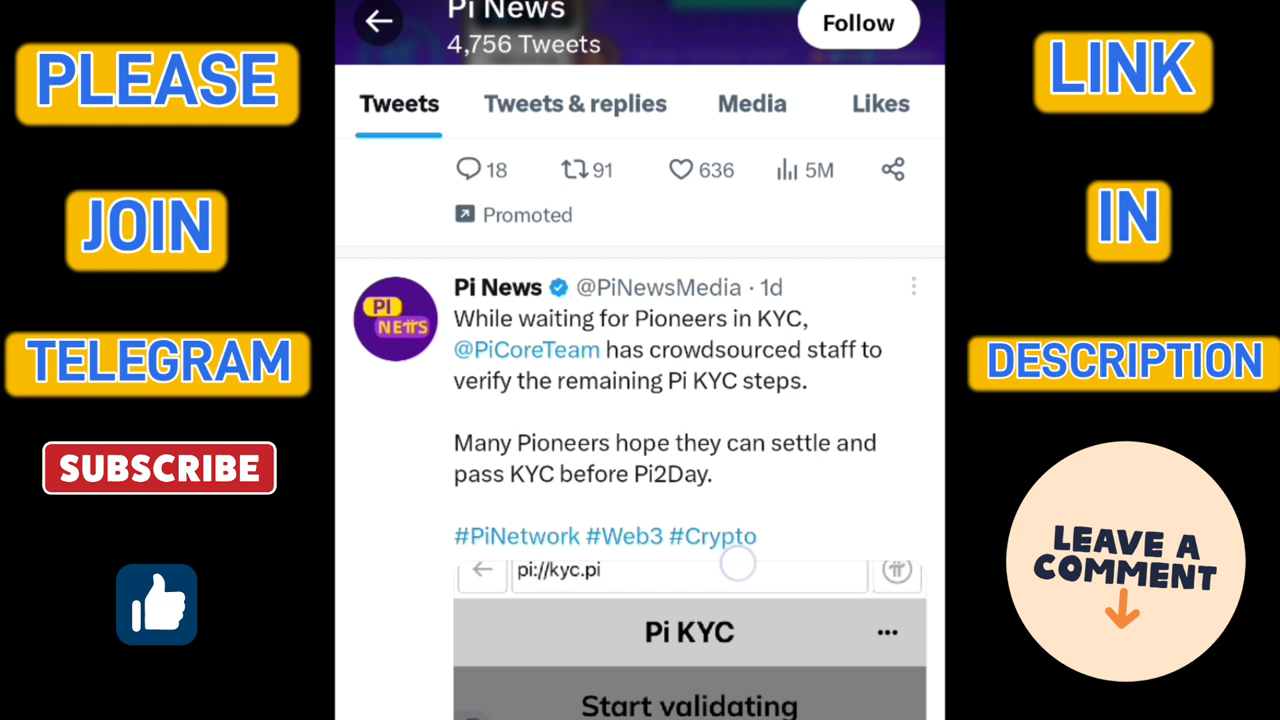 PLEASE
JOIN
TELEGRAM
SUBSCRIBE
Pi News
4,756 Tweets
Follow
Tweets
Tweets & replies
Media
Likes
18
91
636
5M
Promoted
PI
NEWS
Pi News @PiNewsMedia · 1d
While waiting for Pioneers in KYC,
@PiCoreTeam has crowdsourced staff to
verify the remaining Pi KYC steps.
Many Pioneers hope they can settle and
pass KYC before Pi2Day.
#PiNetwork #Web3 #Crypto
pi://kyc.pi
Pi KYC
Start validating
LINK
IN
DESCRIPTION
LEAVE A
COMMENT